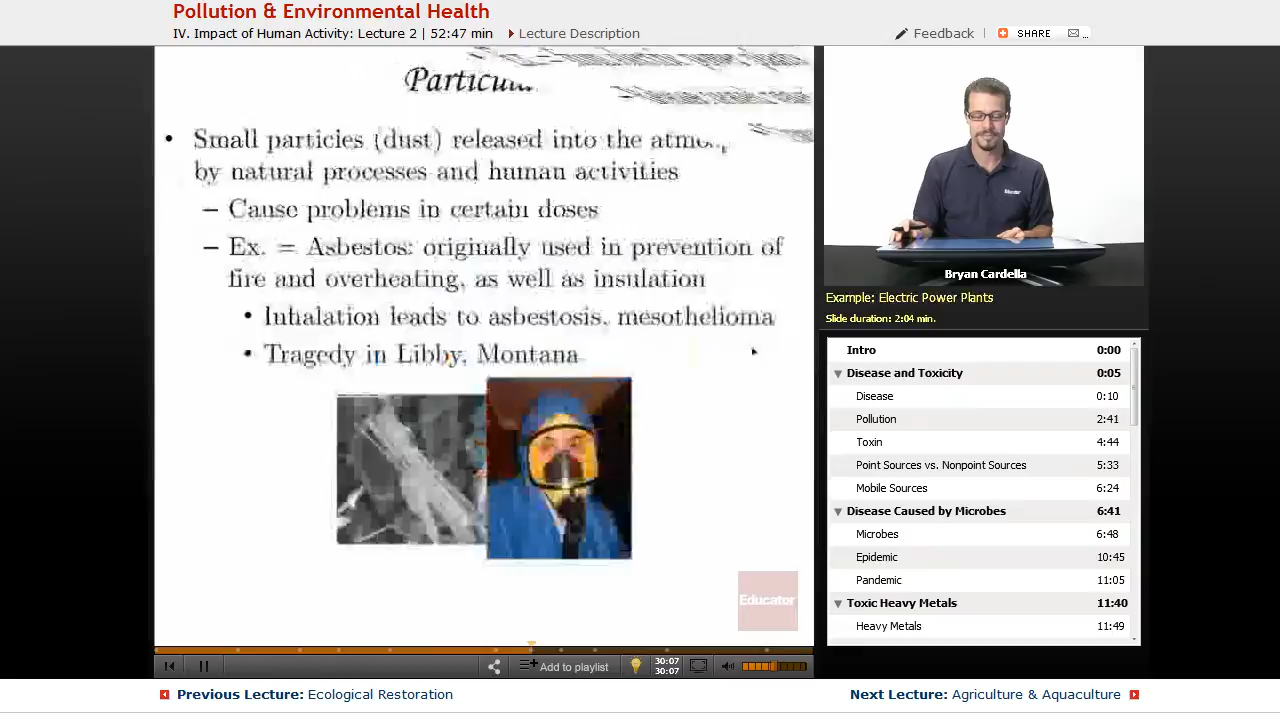 Pollution & Environmental Health
IV. Impact of Human Activity: Lecture 2 | 52:47 min
Lecture Description
Feedback
SHARE
...
• Small particles (dust) released into the
by natural processes and human activities
– Cause problems in certain doses
– Ex. = Asbestos: originally used in prevention of
fire and overheating, as well as insulation
• Inhalation leads to asbestosis, mesothelioma
• Tragedy in Libby, Montana
Educator
Bryan Cardella
Example: Electric Power Plants
Slide duration: 2:04 min.
Intro 0:00
Disease and Toxicity 0:05
Disease 0:10
Pollution 2:41
Toxin 4:44
Point Sources vs. Nonpoint Sources 5:33
Mobile Sources 6:24
Disease Caused by Microbes 6:41
Microbes 6:48
Epidemic 10:45
Pandemic 11:05
Toxic Heavy Metals 11:40
Heavy Metals 11:49
Add to playlist
30:07
30:07
Previous Lecture: Ecological Restoration
Next Lecture: Agriculture & Aquaculture